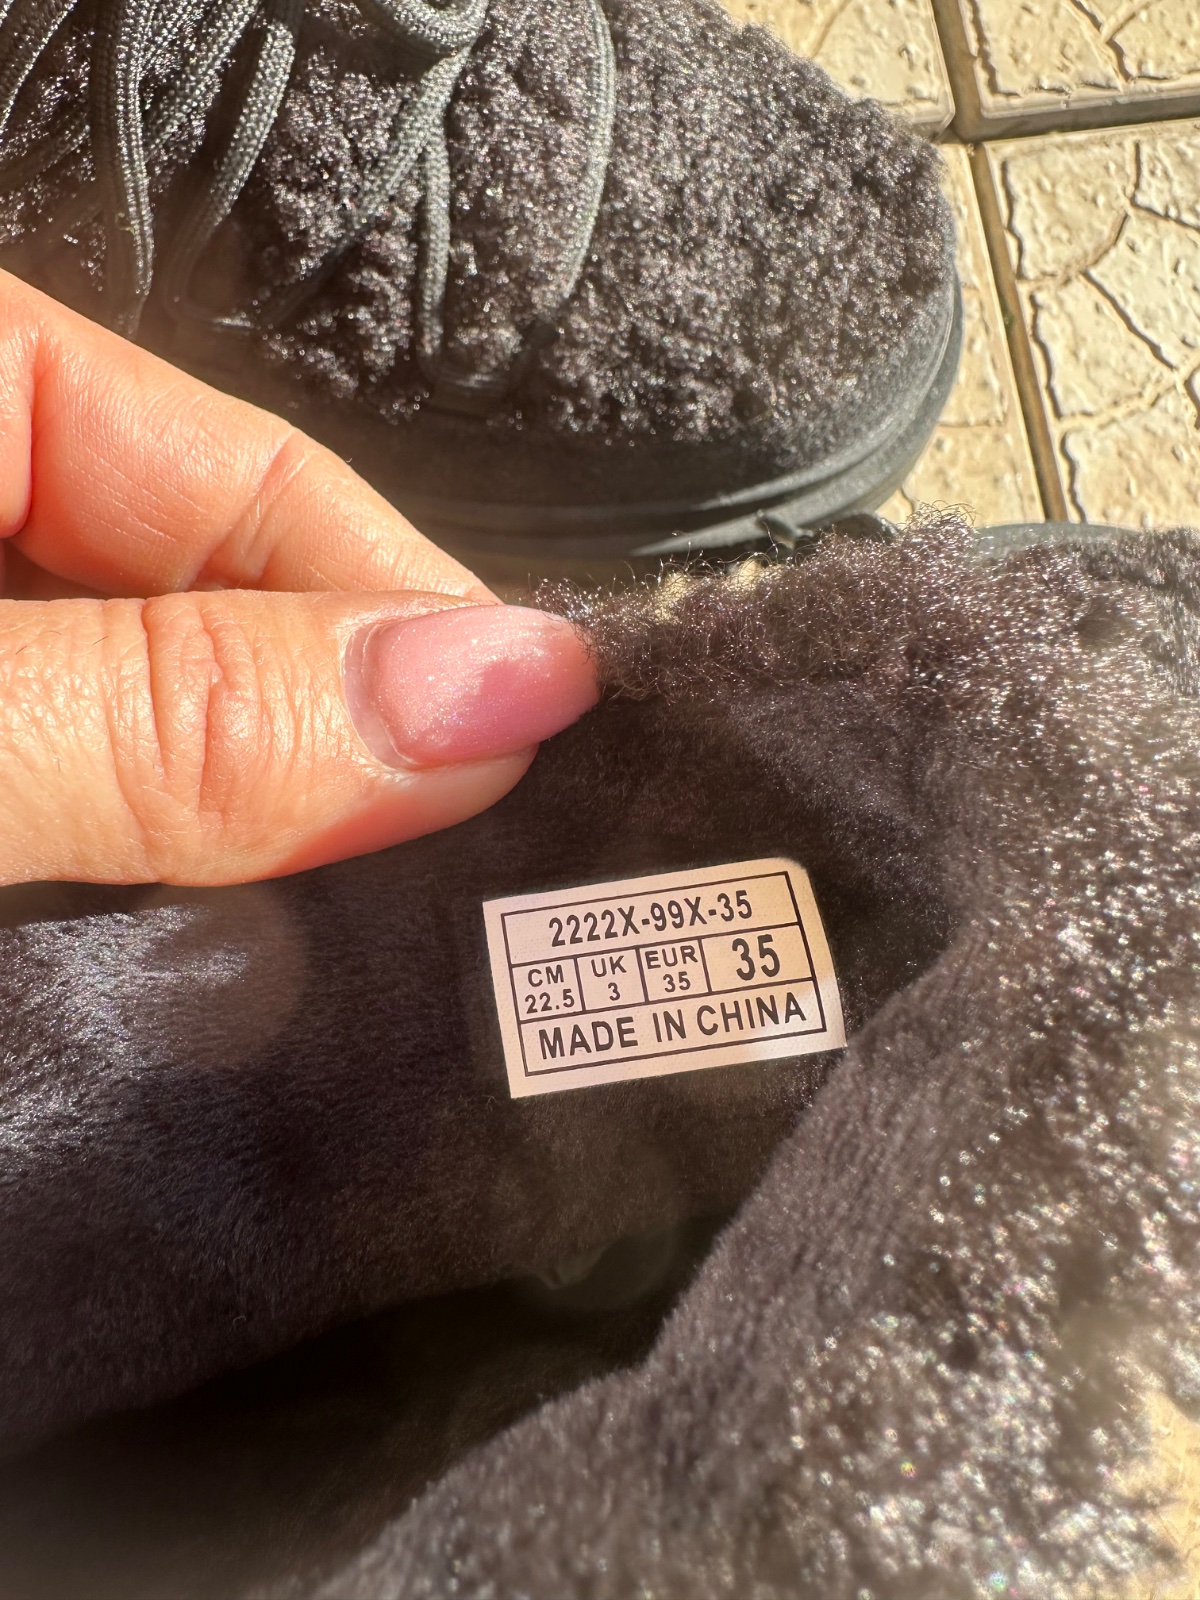 2222X-99X-35
CM UK EUR 35
22.5 3 35
MADE IN CHINA